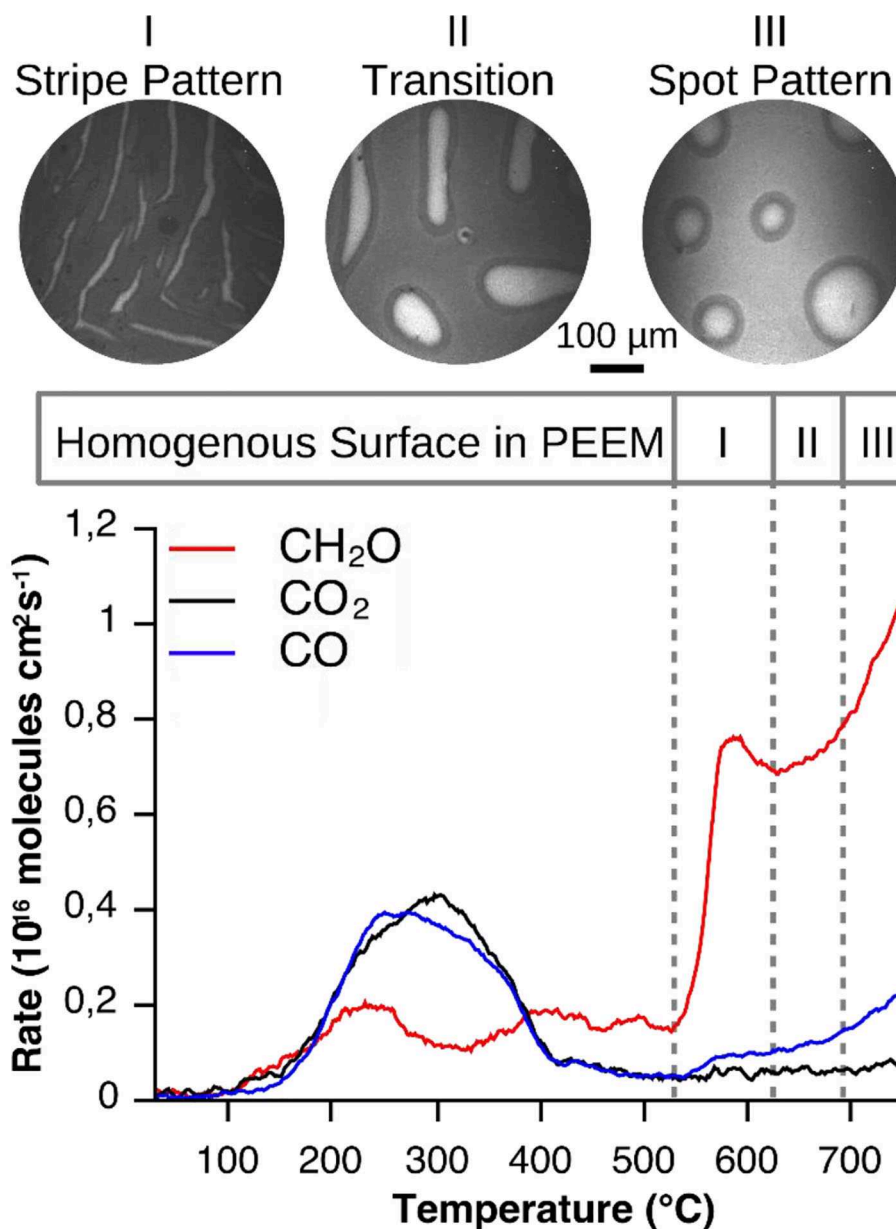 I II III
Stripe Pattern Transition Spot Pattern
100 µm
Homogenous Surface in PEEM I II III
1,2
1
0,8
0,6
0,4
0,2
0
Rate (10¹⁶ molecules cm²s⁻¹)
CH₂O
CO₂
CO
100 200 300 400 500 600 700
Temperature (°C)